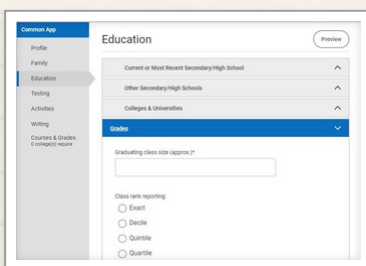 Common App
Profile
Family
Education
Testing
Activities
Writing
Courses & Grades
0 college(s) require
Education
Preview
Current or Most Recent Secondary/High School
Other Secondary/High Schools
Colleges & Universities
Grades
Graduating class size (approx.)*
Class rank reporting
Exact
Decile
Quintile
Quartile